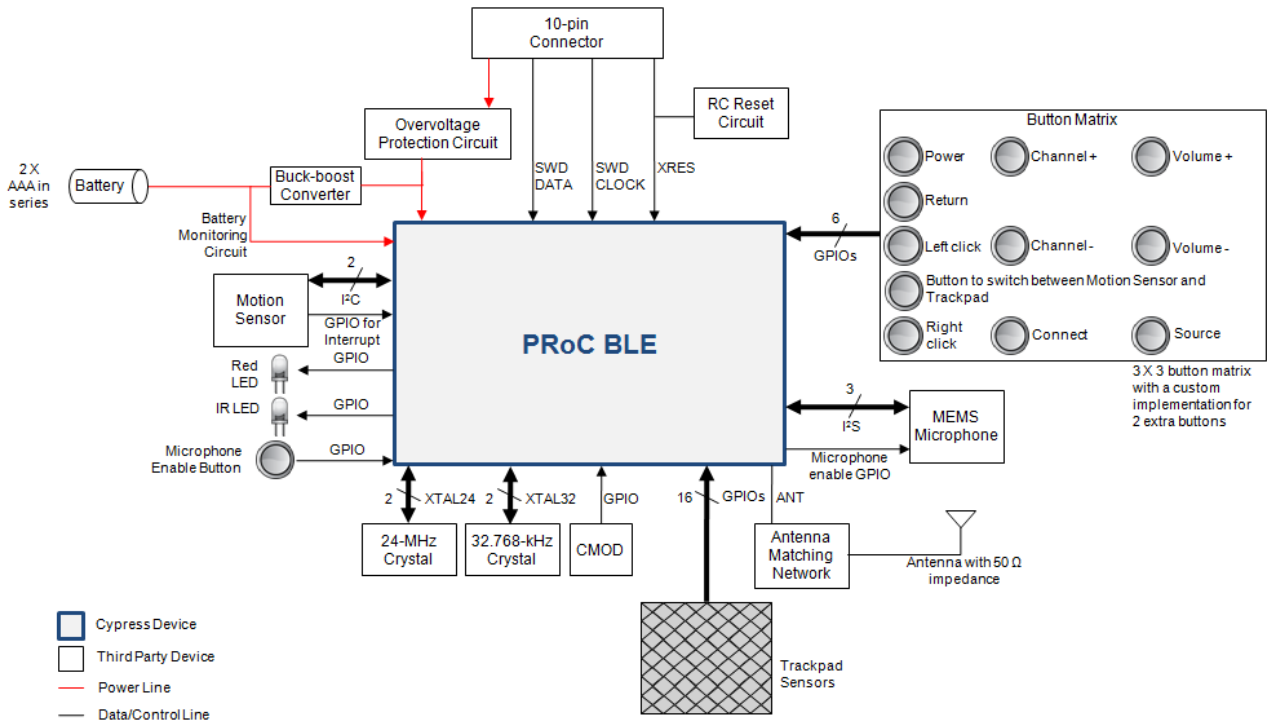 10-pin
Connector
RC Reset
Circuit
Overvoltage
Protection Circuit
Button Matrix
Power
Channel +
Volume +
2 X
AAA in
series
Battery
Buck-boost
Converter
SWD
DATA
SWD
CLOCK
XRES
Return
Battery
Monitoring
Circuit
6
GPIOs
Left click
Channel-
Volume -
2
I²C
Motion
Sensor
GPIO for
Interrupt
Button to switch between Motion Sensor and
Trackpad
PRoC BLE
Right
click
Connect
Source
Red
LED
GPIO
3 X 3 button matrix
with a custom
implementation for
2 extra buttons
IR LED
GPIO
3
I²S
MEMS
Microphone
Microphone
Enable Button
GPIO
Microphone
enable GPIO
2
XTAL24
2
XTAL32
GPIO
16
GPIOs
ANT
24-MHz
Crystal
32.768-kHz
Crystal
CMOD
Antenna
Matching
Network
Antenna with 50 Ω
impedance
Cypress Device
Third Party Device
Trackpad
Sensors
Power Line
Data/Control Line